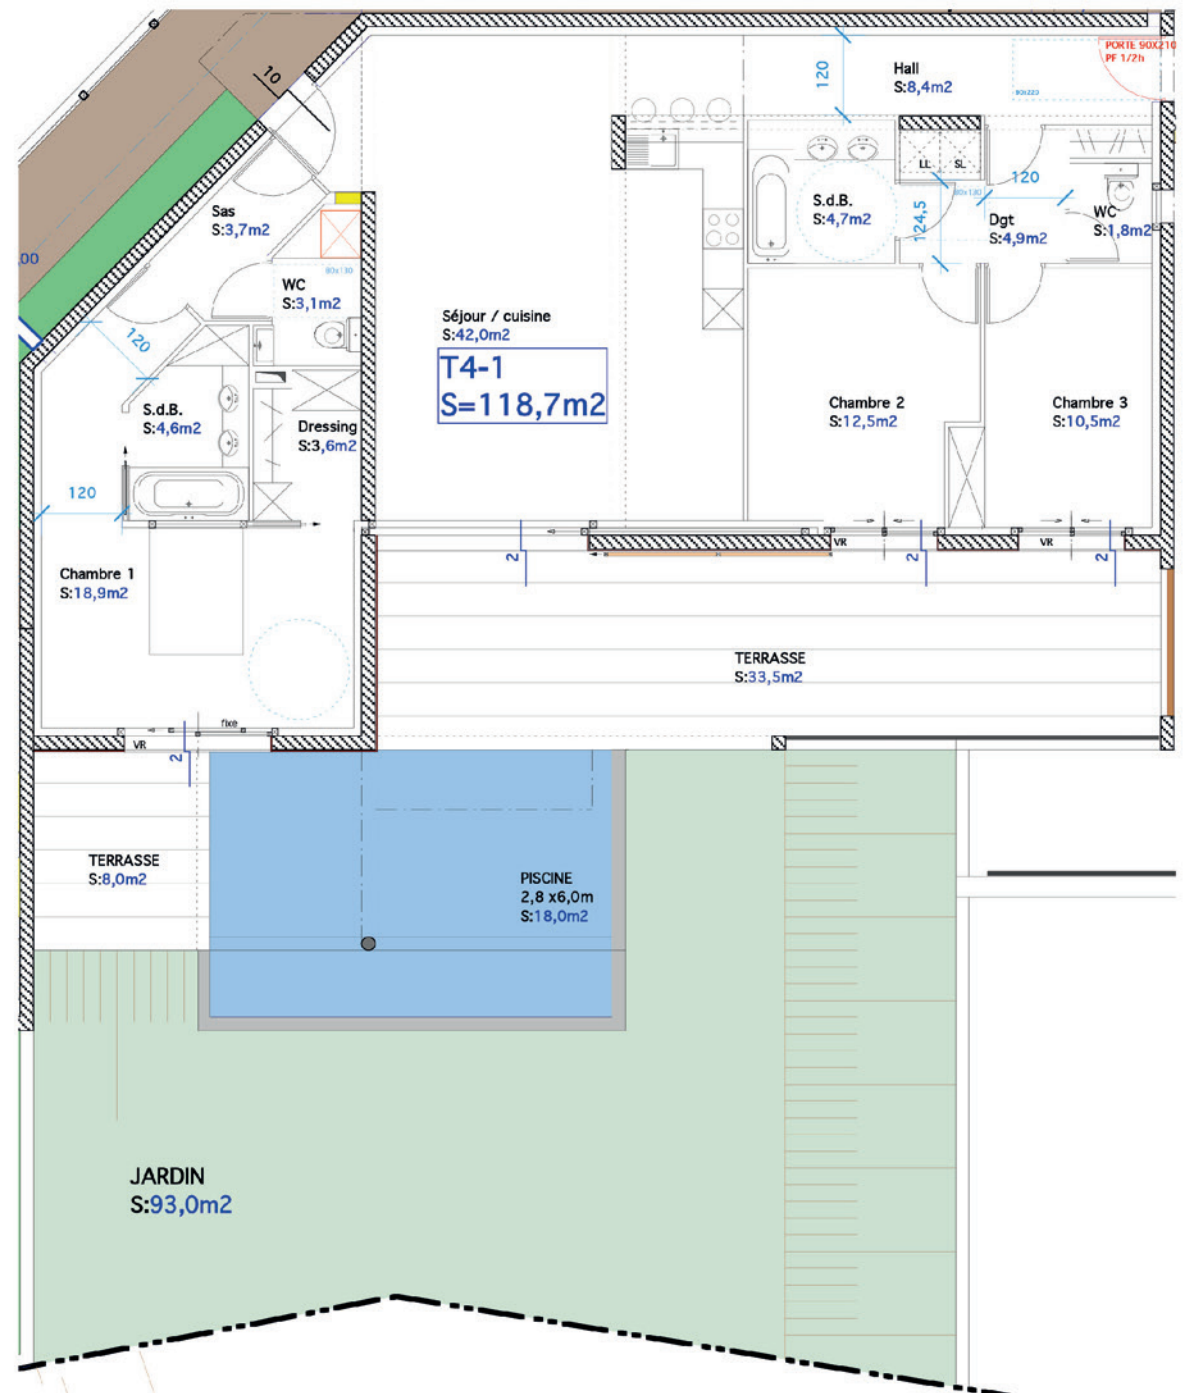 PORTE 90X210
PF 1/2h
10
Hall
S:8,4m2
120
90x220
Sas
S:3,7m2
LL
SL
S.d.B.
S:4,7m2
80x130
120
124,5
Dgt
S:4,9m2
WC
S:1,8m2
,00
80x130
WC
S:3,1m2
120
Séjour / cuisine
S:42,0m2
T4-1
S=118,7m2
S.d.B.
S:4,6m2
Dressing
S:3,6m2
Chambre 2
S:12,5m2
Chambre 3
S:10,5m2
120
VR
VR
2
2
2
Chambre 1
S:18,9m2
TERRASSE
S:33,5m2
fixe
VR
2
TERRASSE
S:8,0m2
PISCINE
2,8 x6,0m
S:18,0m2
JARDIN
S:93,0m2